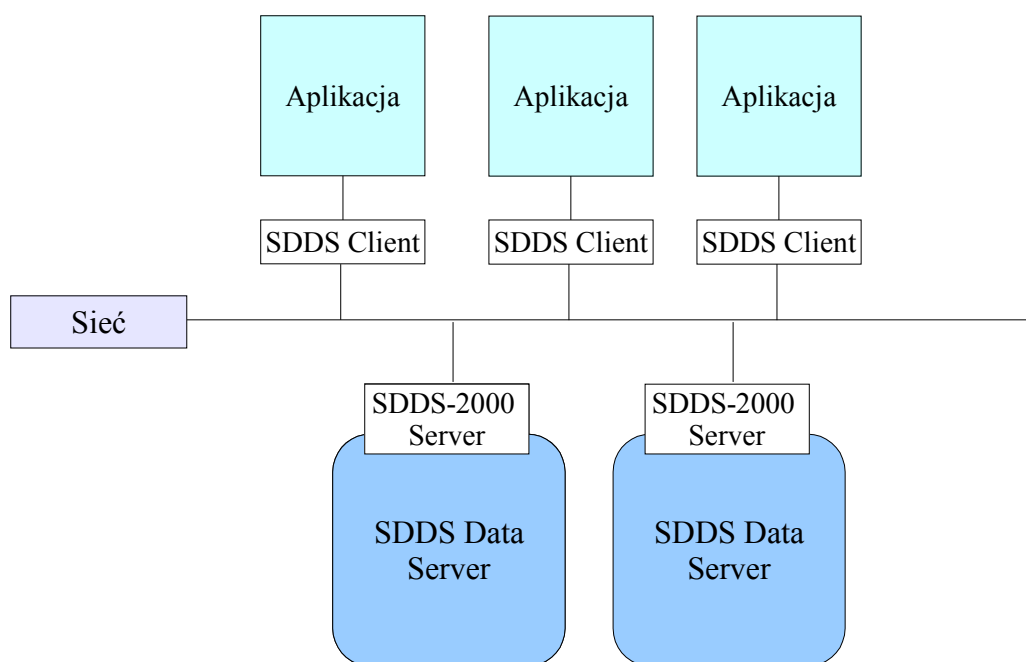 Aplikacja
Aplikacja
Aplikacja
SDDS Client
SDDS Client
SDDS Client
Sieć
SDDS-2000
Server
SDDS-2000
Server
SDDS Data
Server
SDDS Data
Server